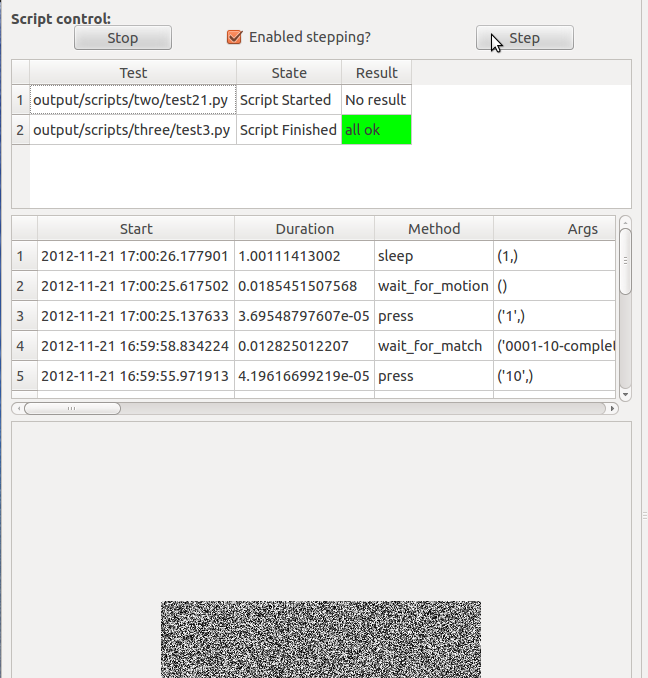 Script control:
Stop Enabled stepping? Step
Test State Result
1 output/scripts/two/test21.py Script Started No result
2 output/scripts/three/test3.py Script Finished all ok
Start Duration Method Args
1 2012-11-21 17:00:26.177901 1.00111413002 sleep (1,)
2 2012-11-21 17:00:25.617502 0.0185451507568 wait_for_motion ()
3 2012-11-21 17:00:25.137633 3.69548797607e-05 press ('1',)
4 2012-11-21 16:59:58.834224 0.012825012207 wait_for_match ('0001-10-complet
5 2012-11-21 16:59:55.971913 4.19616699219e-05 press ('10',)